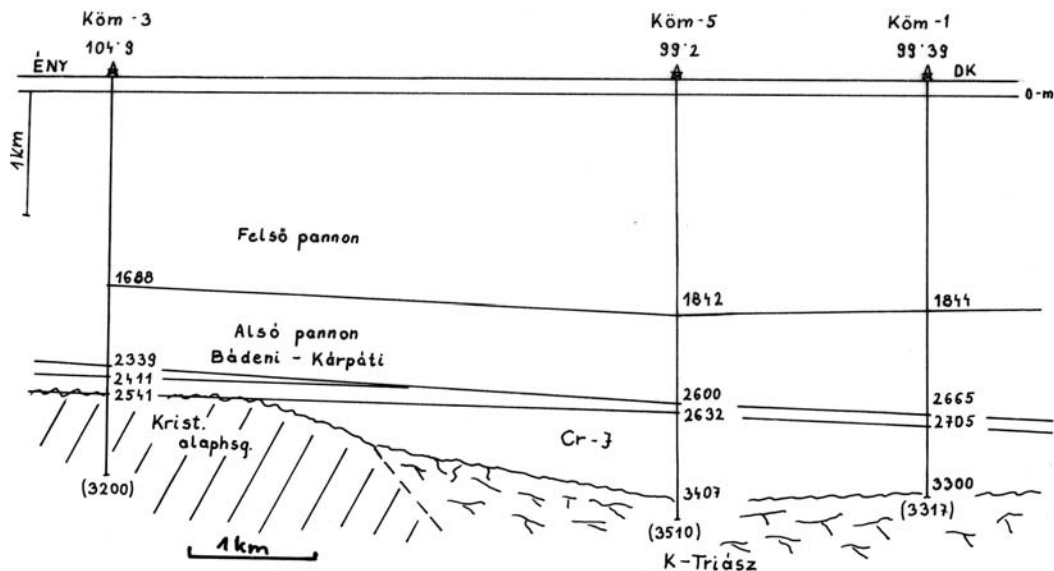 Köm-3
Köm-5
Köm-1
104·9
99·2
99·39
ÉNY
DK
0-m
1km
Felső pannon
1688
1842
1844
Alsó pannon
Bádeni - Kárpáti
2339
2411
2541
2600
2632
2665
2705
Krist.
alaphsg.
Cr-J
(3200)
3407
(3510)
3300
(3317)
1km
K-Triász